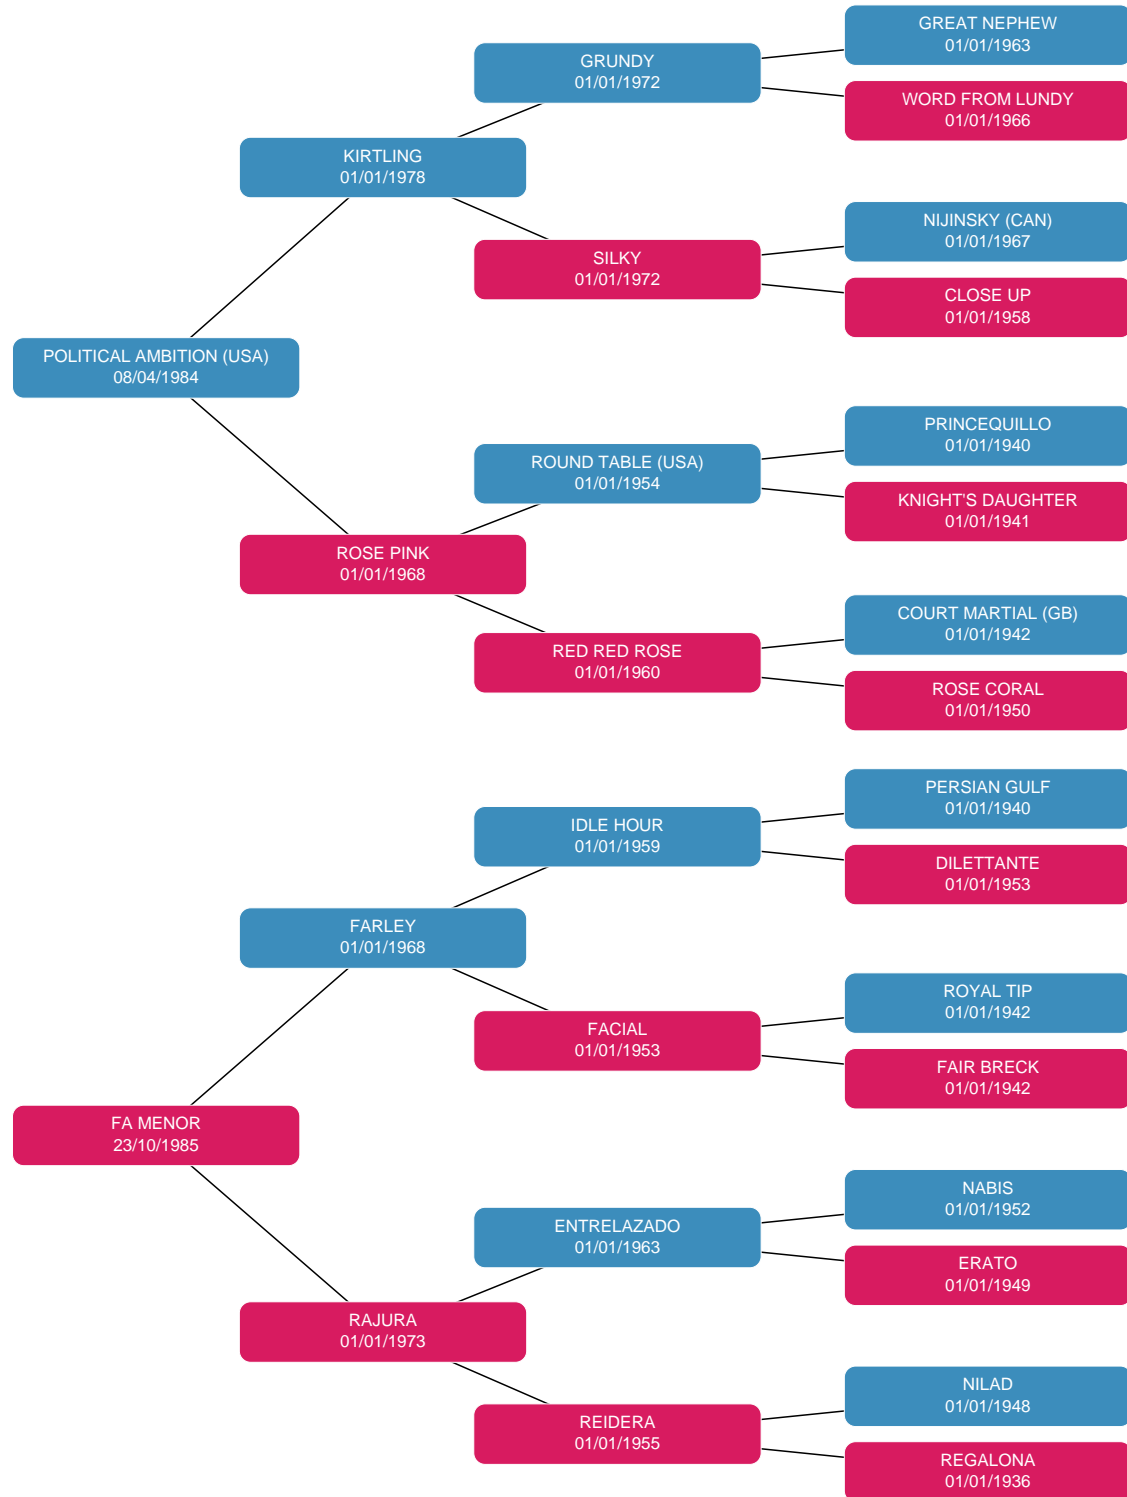 GREAT NEPHEW
01/01/1963
GRUNDY
01/01/1972
WORD FROM LUNDY
01/01/1966
KIRTLING
01/01/1978
NIJINSKY (CAN)
01/01/1967
SILKY
01/01/1972
CLOSE UP
01/01/1958
POLITICAL AMBITION (USA)
08/04/1984
PRINCEQUILLO
01/01/1940
ROUND TABLE (USA)
01/01/1954
KNIGHT'S DAUGHTER
01/01/1941
ROSE PINK
01/01/1968
COURT MARTIAL (GB)
01/01/1942
RED RED ROSE
01/01/1960
ROSE CORAL
01/01/1950
PERSIAN GULF
01/01/1940
IDLE HOUR
01/01/1959
DILETTANTE
01/01/1953
FARLEY
01/01/1968
ROYAL TIP
01/01/1942
FACIAL
01/01/1953
FAIR BRECK
01/01/1942
FA MENOR
23/10/1985
NABIS
01/01/1952
ENTRELAZADO
01/01/1963
ERATO
01/01/1949
RAJURA
01/01/1973
NILAD
01/01/1948
REIDERA
01/01/1955
REGALONA
01/01/1936